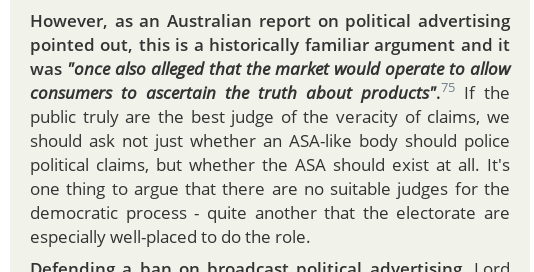 However, as an Australian report on political advertising
pointed out, this is a historically familiar argument and it
was "once also alleged that the market would operate to allow
consumers to ascertain the truth about products".75 If the
public truly are the best judge of the veracity of claims, we
should ask not just whether an ASA-like body should police
political claims, but whether the ASA should exist at all. It's
one thing to argue that there are no suitable judges for the
democratic process - quite another that the electorate are
especially well-placed to do the role.
Defending a ban on broadcast political advertising, Lord